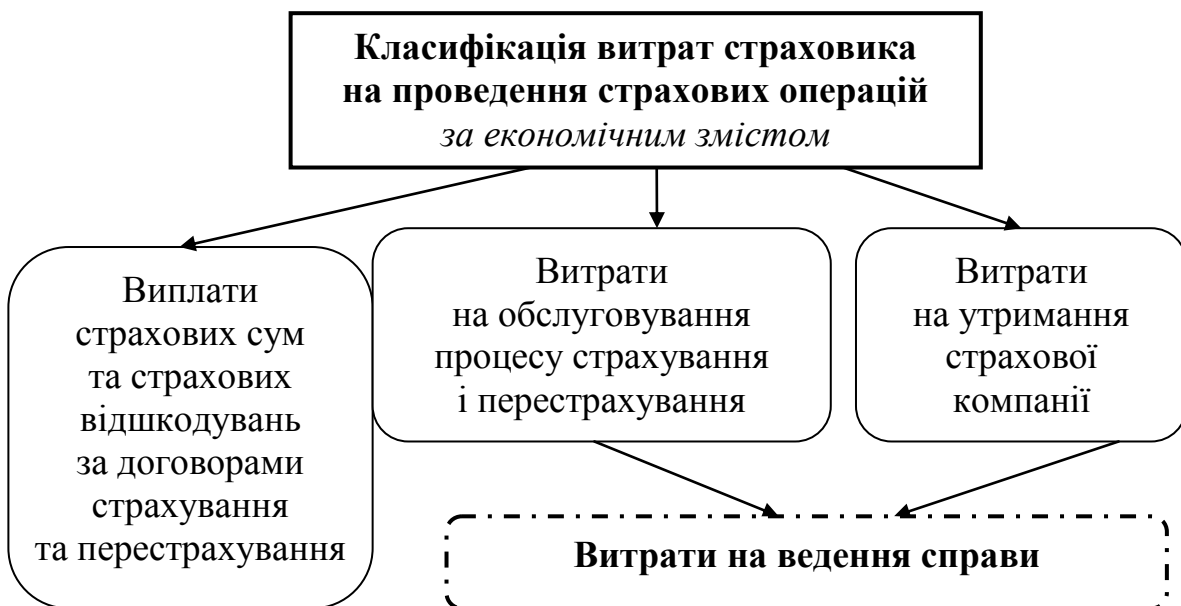 Класифікація витрат страховика
на проведення страхових операцій
за економічним змістом
Виплати
страхових сум
та страхових
відшкодувань
за договорами
страхування
та перестрахування
Витрати
на обслуговування
процесу страхування
і перестрахування
Витрати
на утримання
страхової
компанії
Витрати на ведення справи